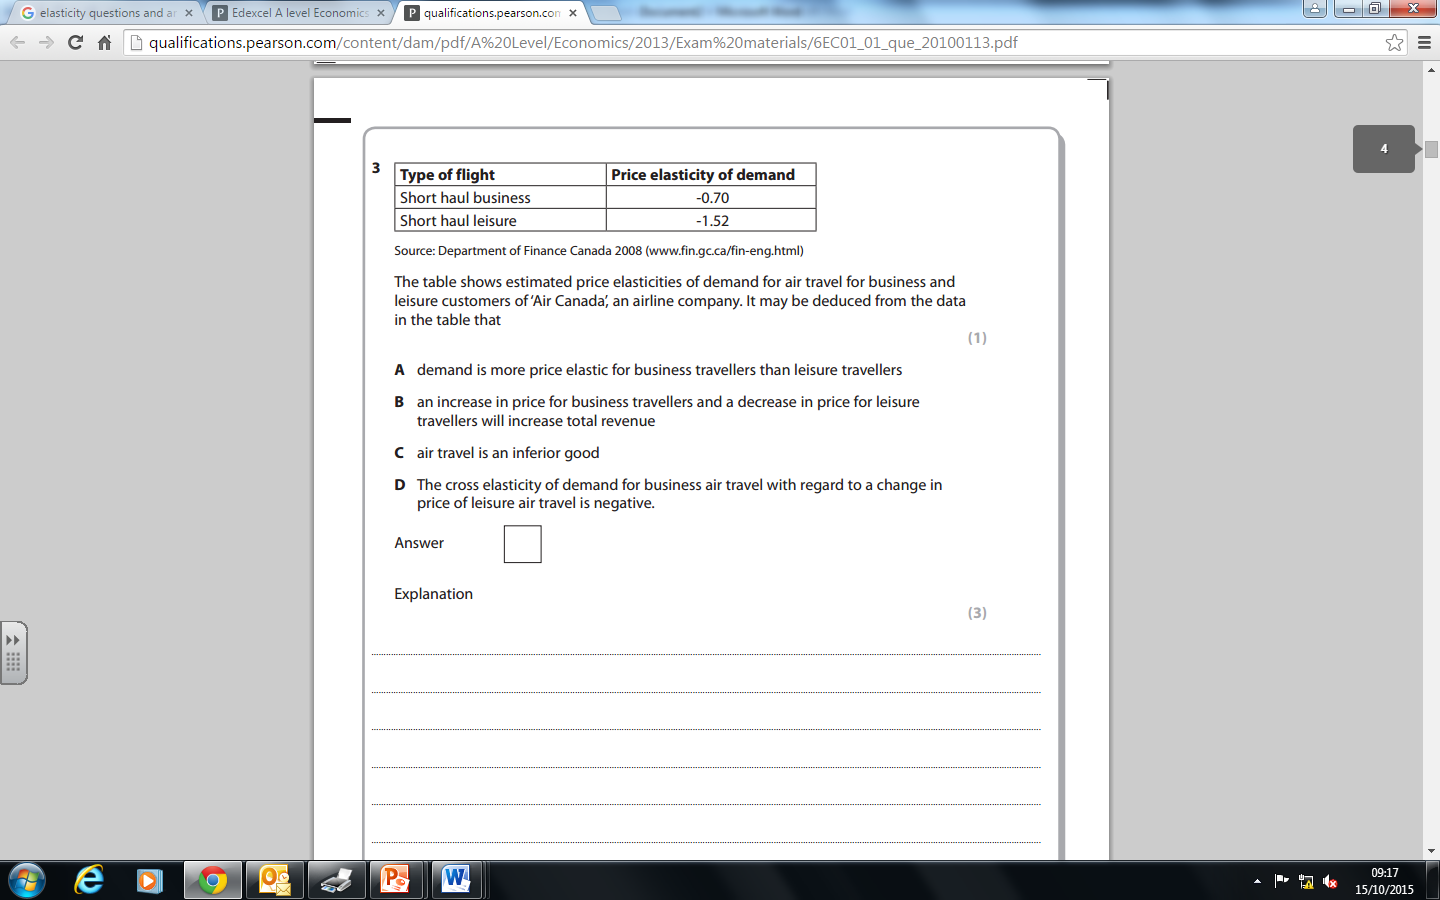 elasticity questions and an
Edexcel A level Economics
qualifications.pearson.con
qualifications.pearson.com/content/dam/pdf/A%20Level/Economics/2013/Exam%20materials/6EC01_01_que_20100113.pdf
4
3
Type of flight Price elasticity of demand
Short haul business -0.70
Short haul leisure -1.52
Source: Department of Finance Canada 2008 (www.fin.gc.ca/fin-eng.html)
The table shows estimated price elasticities of demand for air travel for business and
leisure customers of ‘Air Canada’, an airline company. It may be deduced from the data
in the table that
(1)
A demand is more price elastic for business travellers than leisure travellers
B an increase in price for business travellers and a decrease in price for leisure
travellers will increase total revenue
C air travel is an inferior good
D The cross elasticity of demand for business air travel with regard to a change in
price of leisure air travel is negative.
Answer
Explanation
(3)
09:17
15/10/2015